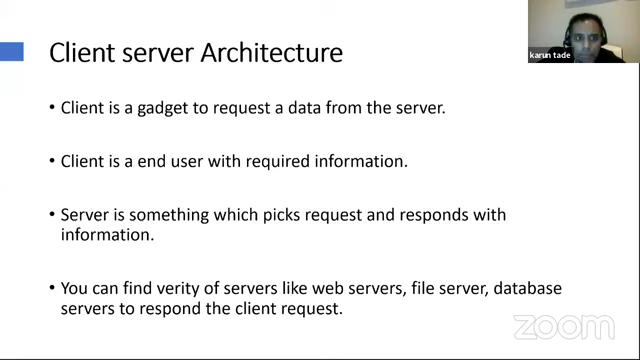 Client server Architecture
karun tade
• Client is a gadget to request a data from the server.
• Client is a end user with required information.
• Server is something which picks request and responds with
information.
• You can find verity of servers like web servers, file server, database
servers to respond the client request.
zoom